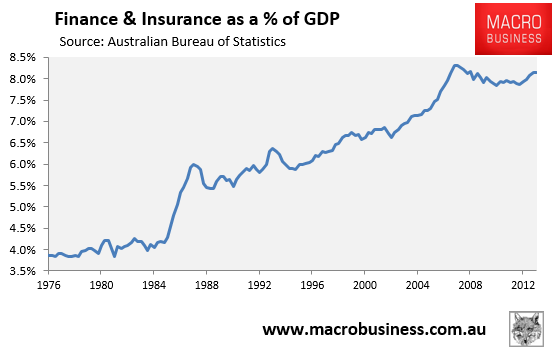 Finance & Insurance as a % of GDP
Source: Australian Bureau of Statistics
MACRO
BUSINESS
8.5%
8.0%
7.5%
7.0%
6.5%
6.0%
5.5%
5.0%
4.5%
4.0%
3.5%
1976 1980 1984 1988 1992 1996 2000 2004 2008 2012
www.macrobusiness.com.au